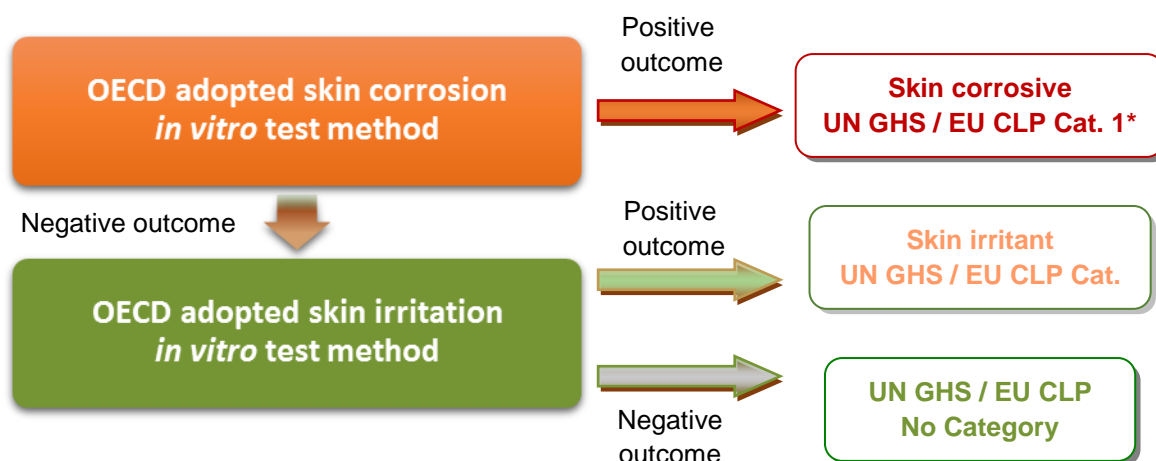 OECD adopted skin corrosion
in vitro test method
Positive
outcome
Skin corrosive
UN GHS / EU CLP Cat. 1*
Negative outcome
OECD adopted skin irritation
in vitro test method
Positive
outcome
Skin irritant
UN GHS / EU CLP Cat.
Negative
outcome
UN GHS / EU CLP
No Category